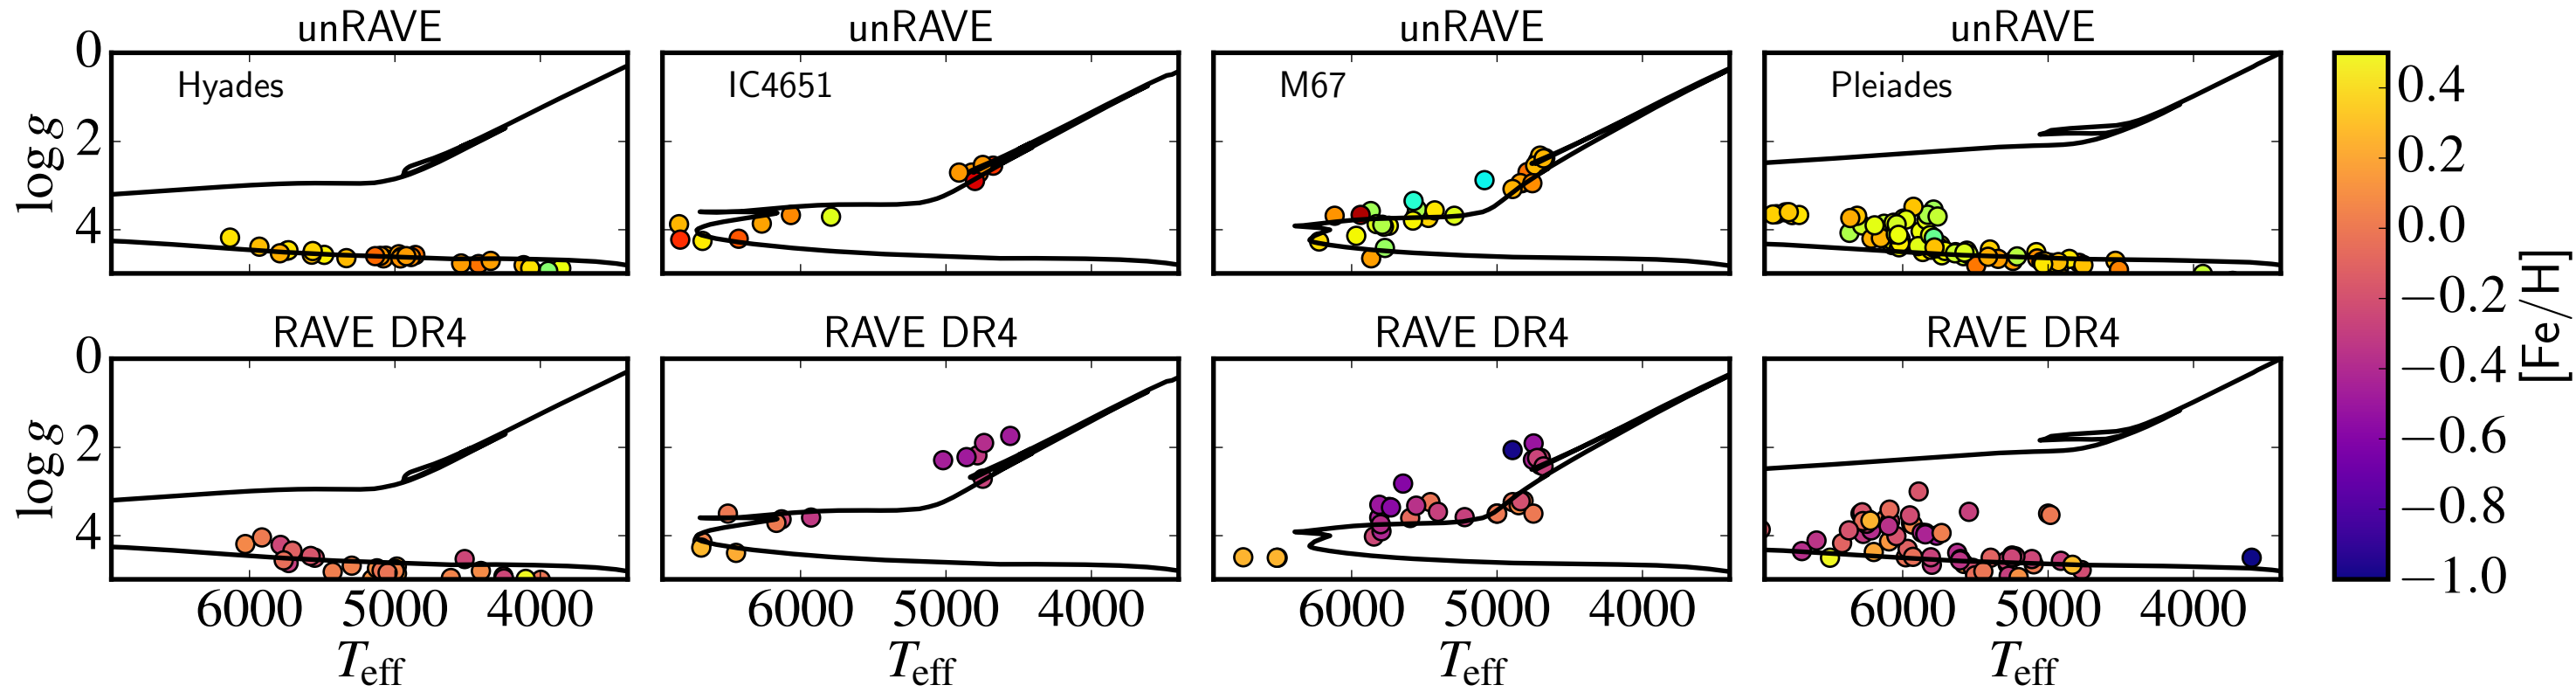 unRAVE unRAVE unRAVE unRAVE
0 Hyades IC4651 M67 Pleiades 0.4
2 0.2
log g
4 0.0
RAVE DR4 RAVE DR4 RAVE DR4 RAVE DR4
−0.2
[Fe/H]
0 −0.4
2 −0.6
log g
4 −0.8
−1.0
6000 5000 4000 6000 5000 4000 6000 5000 4000 6000 5000 4000
Teff Teff Teff Teff